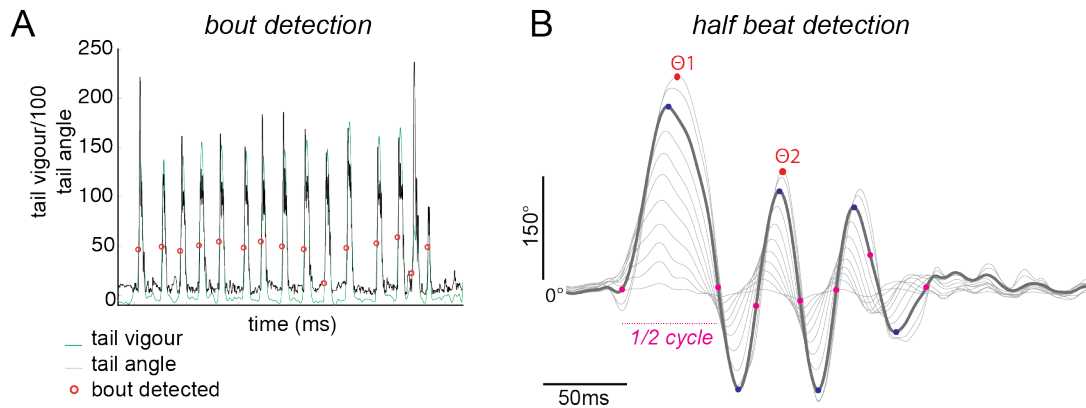 A
bout detection
250
200
150
100
50
0
tail vigour/100
tail angle
time (ms)
tail vigour
tail angle
bout detected
B
half beat detection
Θ1
Θ2
150°
0°
1/2 cycle
50ms